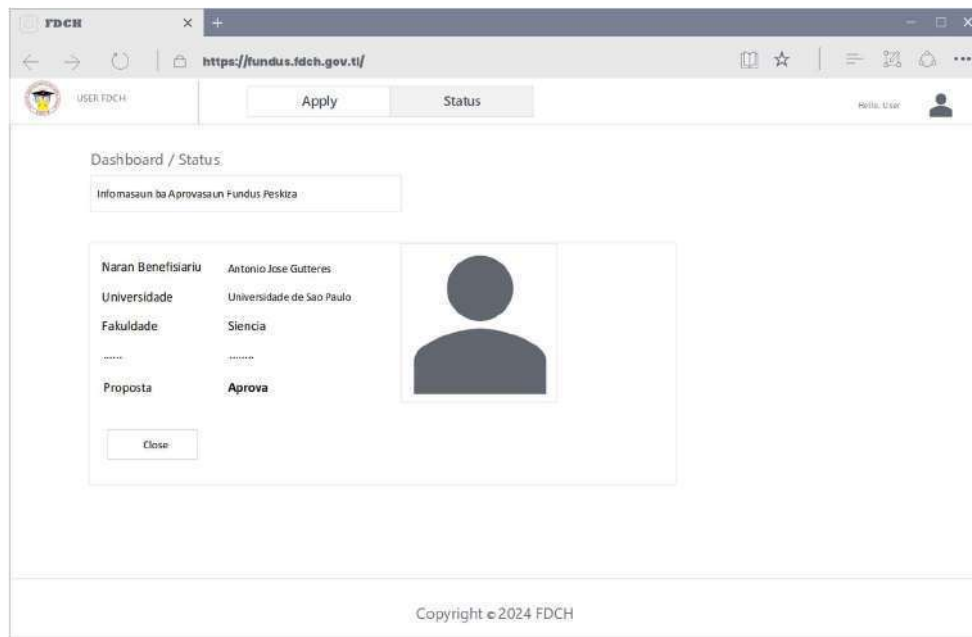 FDCH
https://fundus.fdch.gov.tl/
USER FDCH
Apply
Status
Hello, User
Dashboard / Status
Infomasaun ba Aprovasaun Fundus Peskiza
Naran Benefisiariu Antonio Jose Gutteres
Universidade Universidade de Sao Paulo
Fakuldade Siencia
...... ........
Proposta Aprova
Close
Copyright © 2024 FDCH